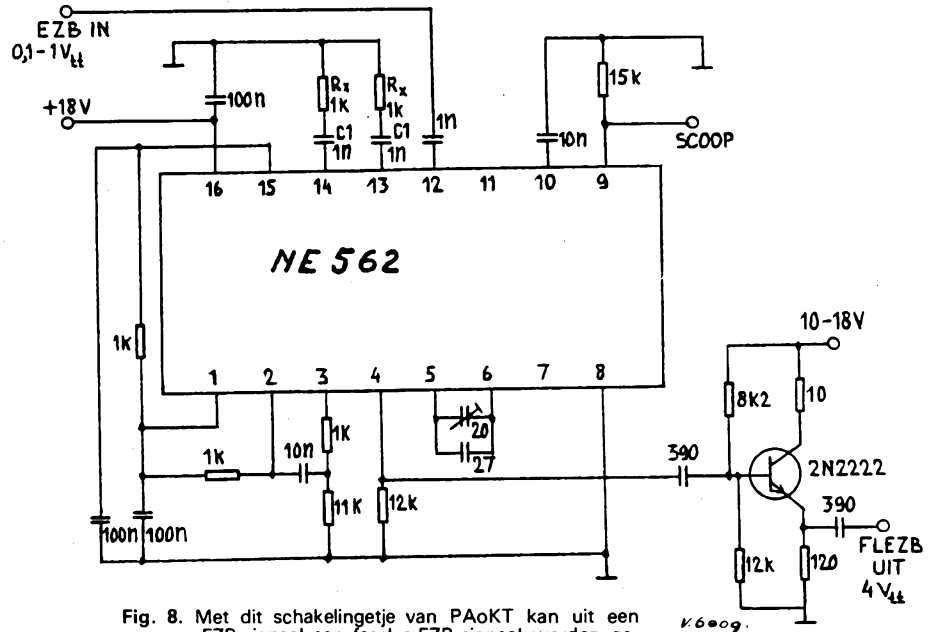 EZB IN
0,1-1Vtt
+18V
100n
Rx
1k
C1
1n
Rx
1k
C1
1n
1n
10n
15k
SCOOP
16 15 14 13 12 11 10 9
NE 562
1 2 3 4 5 6 7 8
1k
1k
10n
1k
11k
12k
20
27
100n
100n
390
10-18V
8k2
10
2N2222
390
12k
120
FLEZB
UIT
4Vtt
Fig. 8. Met dit schakelingetje van PAoKT kan uit een